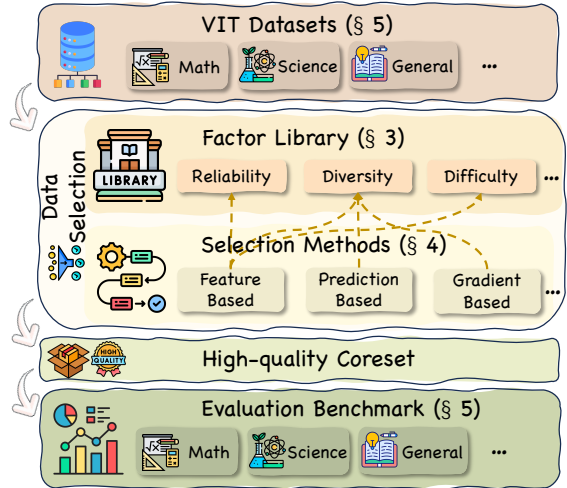 VIT Datasets (§ 5)
Math
Science
General
...
Data
Selection
Factor Library (§ 3)
LIBRARY
Reliability
Diversity
Difficulty
...
Selection Methods (§ 4)
Feature
Based
Prediction
Based
Gradient
Based
...
HIGH
QUALITY
High-quality Coreset
Evaluation Benchmark (§ 5)
Math
Science
General
...